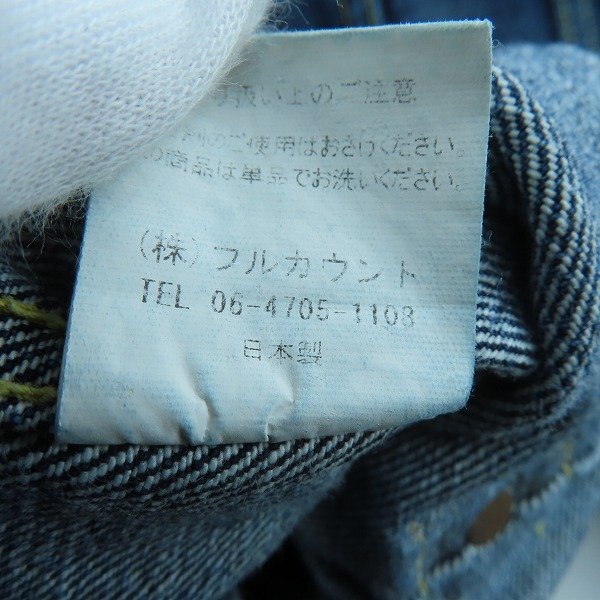 り扱い上のご注意
のご使用はおさけください。
の商品は単品でお洗いください。
(株) フルカウント
TEL 06-4705-1108
日本製